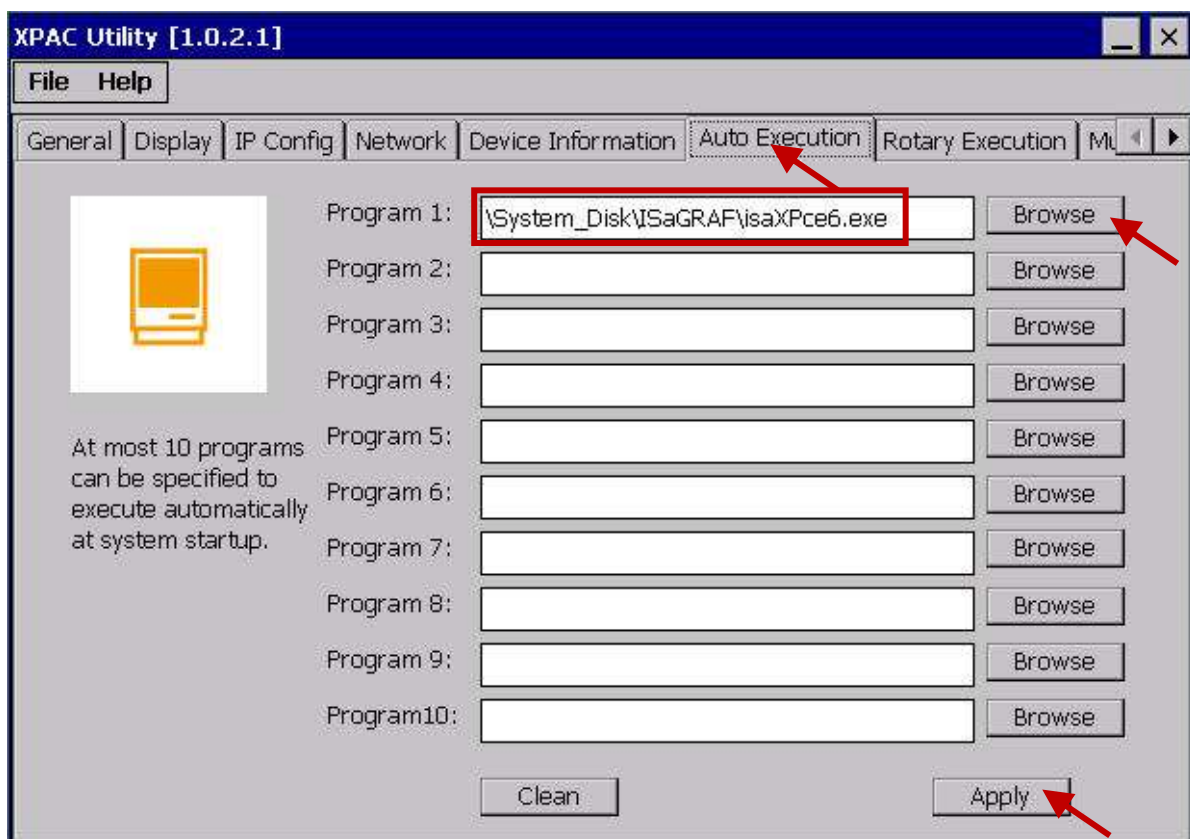 XPAC Utility [1.0.2.1]
File Help
General Display IP Config Network Device Information Auto Execution Rotary Execution
Program 1: \System_Disk\ISaGRAF\isaXPce6.exe Browse
Program 2: Browse
Program 3: Browse
Program 4: Browse
Program 5: Browse
Program 6: Browse
Program 7: Browse
Program 8: Browse
Program 9: Browse
Program10: Browse
At most 10 programs
can be specified to
execute automatically
at system startup.
Clean Apply